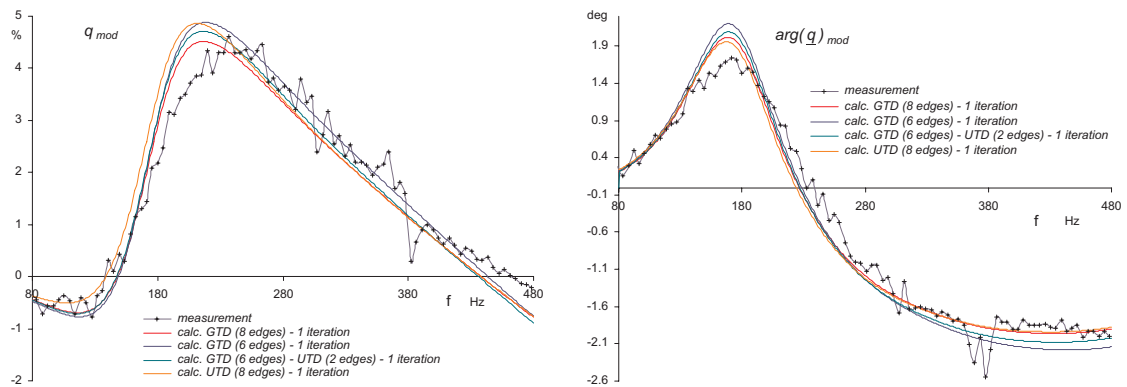 5
%
q mod
4
3
2
1
0
80
180
280
380
480
f Hz
-1
-2
measurement
calc. GTD (8 edges) - 1 iteration
calc. GTD (6 edges) - 1 iteration
calc. GTD (6 edges) - UTD (2 edges) - 1 iteration
calc. UTD (8 edges) - 1 iteration
deg
arg(q) mod
1.9
1.4
0.9
0.4
-0.1
80
180
280
380
480
f Hz
-0.6
-1.1
-1.6
-2.1
-2.6
measurement
calc. GTD (8 edges) - 1 iteration
calc. GTD (6 edges) - 1 iteration
calc. GTD (6 edges) - UTD (2 edges) - 1 iteration
calc. UTD (8 edges) - 1 iteration